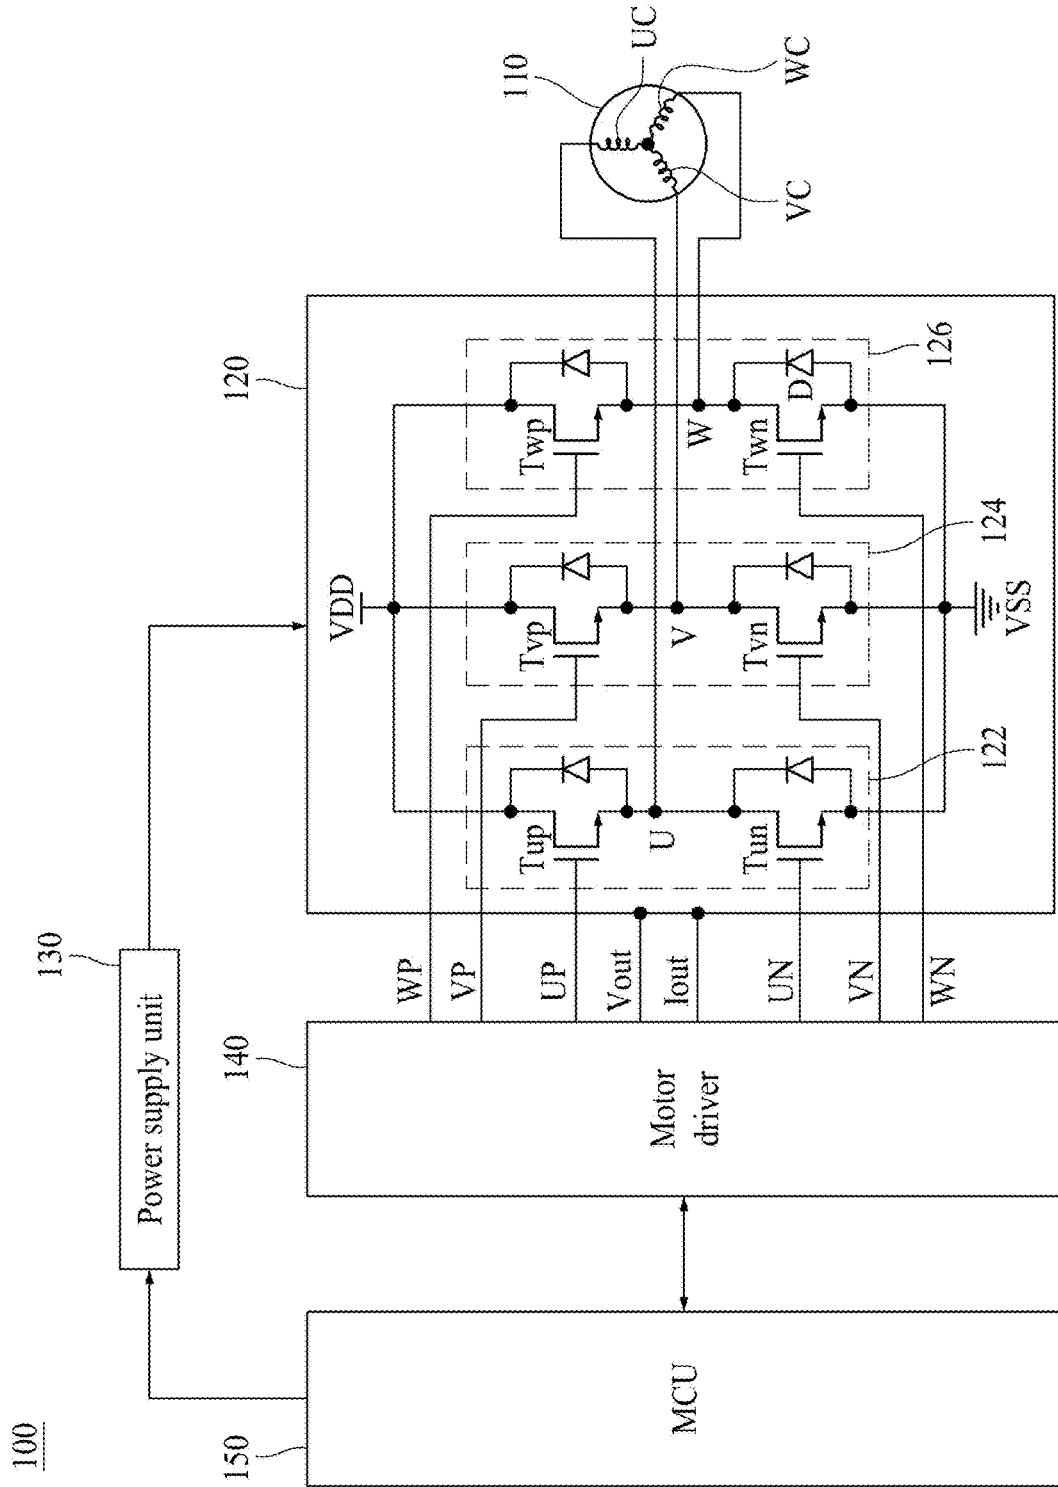 100
150
MCU
Power supply unit
130
140
Motor
driver
WP
VP
UP
Vout
Iout
UN
VN
WN
120
VDD
Tup
U
Tun
122
Tvp
V
Tvn
124
Twp
W
Twn
D
126
VSS
110
UC
WC
VC